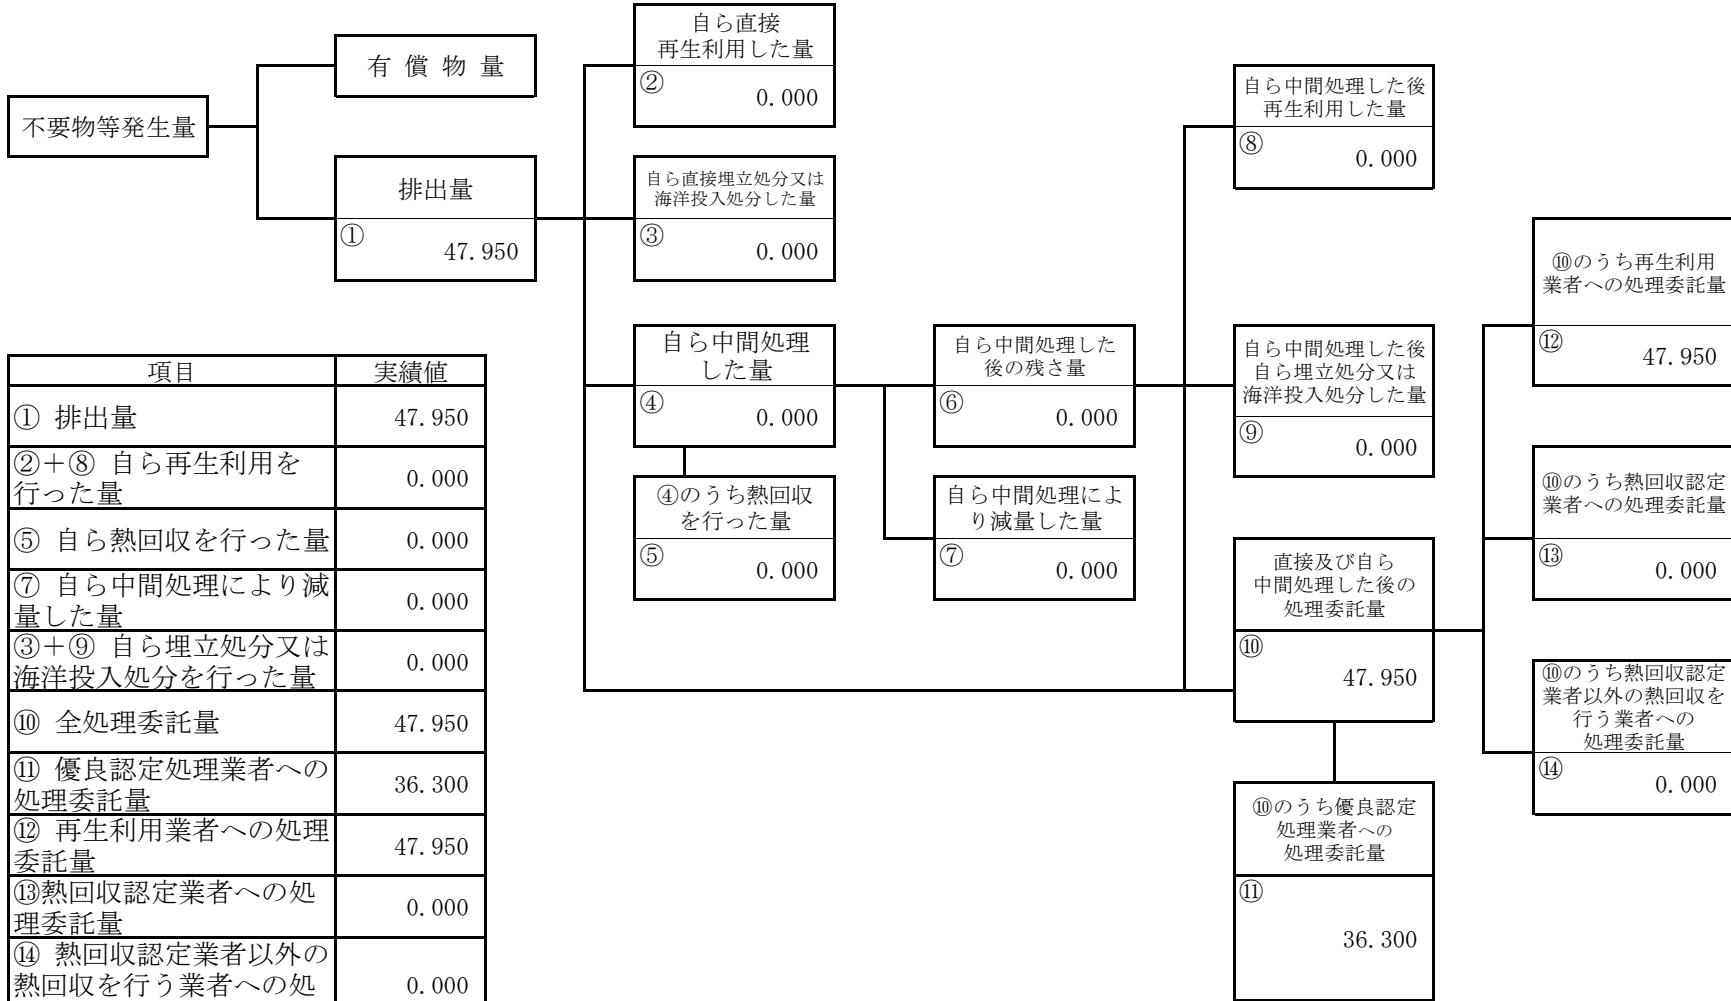 不要物等発生量
有 償 物 量
排出量
①
47.950
自ら直接
再生利用した量
②
0.000
自ら直接埋立処分又は
海洋投入処分した量
③
0.000
自ら中間処理
した量
④
0.000
④のうち熱回収
を行った量
⑤
0.000
自ら中間処理した
後の残さ量
⑥
0.000
自ら中間処理によ
り減量した量
⑦
0.000
自ら中間処理した後
再生利用した量
⑧
0.000
自ら中間処理した後
自ら埋立処分又は
海洋投入処分した量
⑨
0.000
直接及び自ら
中間処理した後の
処理委託量
⑩
47.950
⑩のうち優良認定
処理業者への
処理委託量
⑪
36.300
⑩のうち再生利用
業者への処理委託量
⑫
47.950
⑩のうち熱回収認定
業者への処理委託量
⑬
0.000
⑩のうち熱回収認定
業者以外の熱回収を
行う業者への
処理委託量
⑭
0.000
項目 実績値
① 排出量 47.950
②＋⑧ 自ら再生利用を
行った量 0.000
⑤ 自ら熱回収を行った量 0.000
⑦ 自ら中間処理により減
量した量 0.000
③＋⑨ 自ら埋立処分又は
海洋投入処分を行った量 0.000
⑩ 全処理委託量 47.950
⑪ 優良認定処理業者への
処理委託量 36.300
⑫ 再生利用業者への処理
委託量 47.950
⑬熱回収認定業者への処
理委託量 0.000
⑭ 熱回収認定業者以外の
熱回収を行う業者への処 0.000